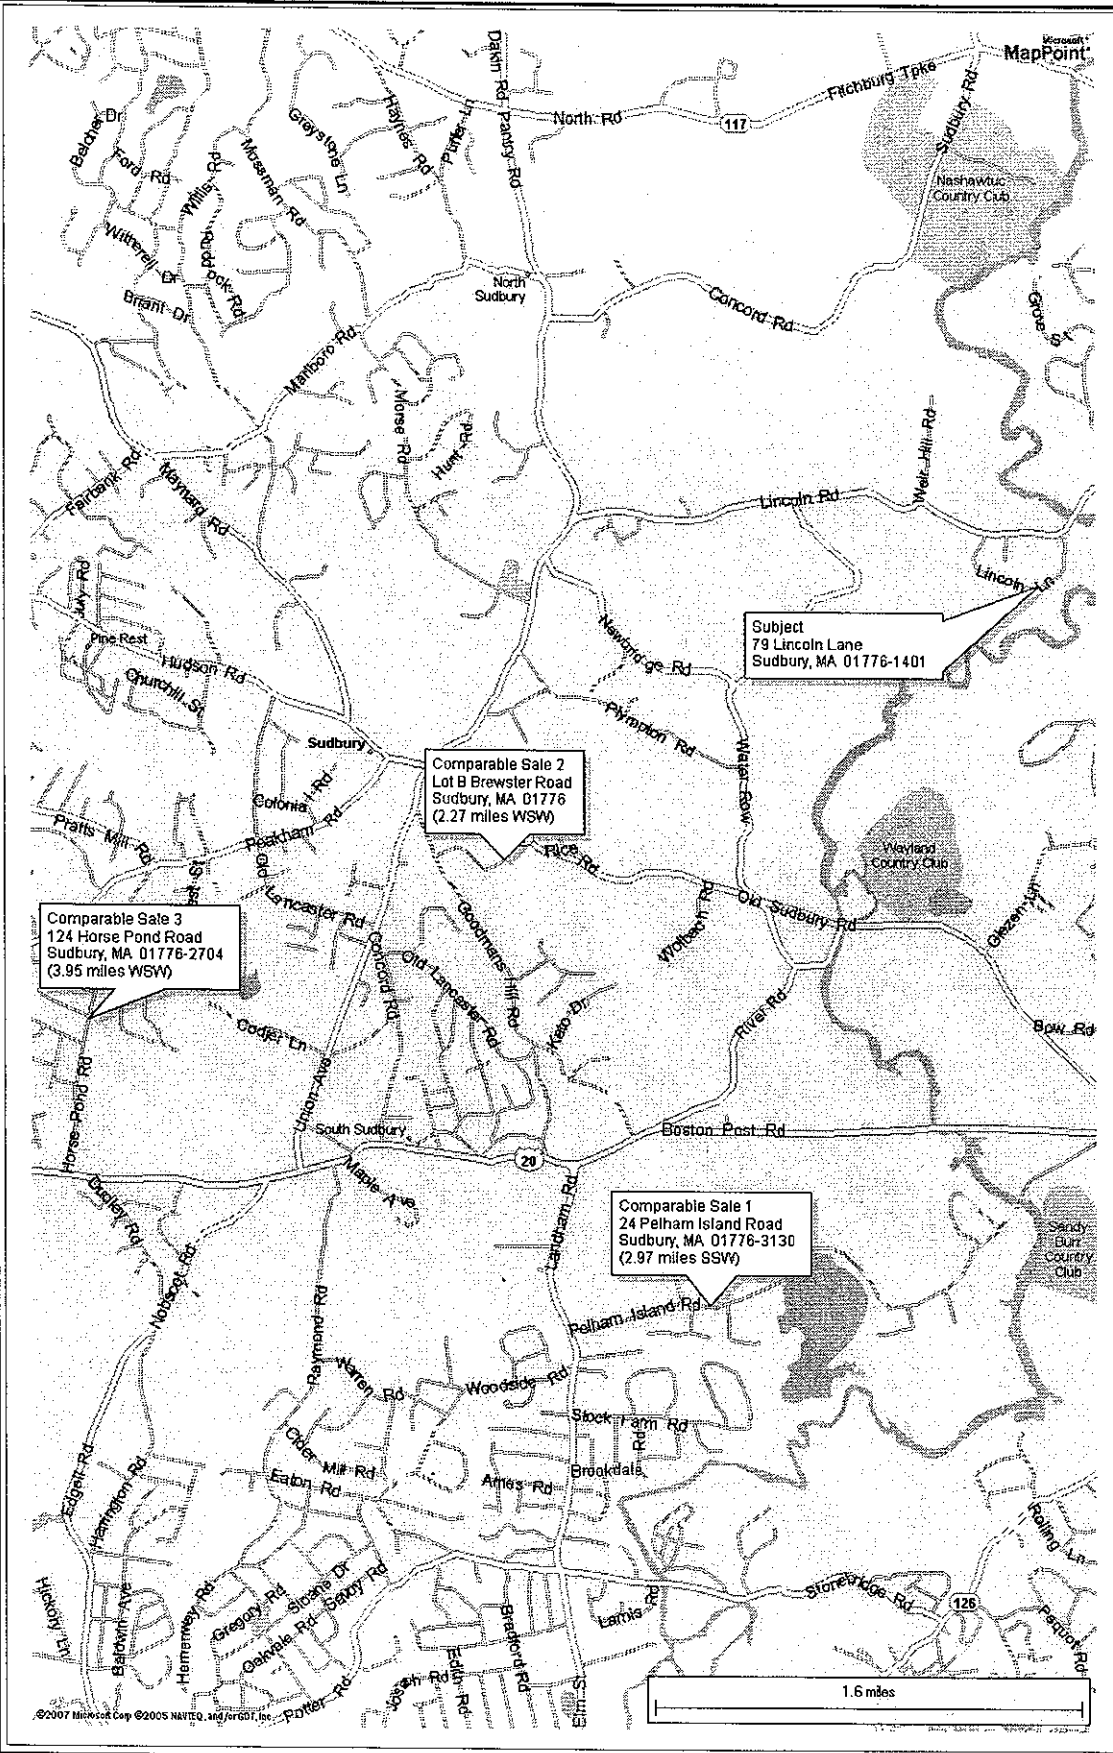 Microsoft®
MapPoint®
Dakin Rd
Pantry Rd
Fitchburg Tpke
North Rd
117
Sudbury Rd
Belcher Dr
Ford Rd
Willis Rd
Mossman Rd
Graystone Ln
Haynes Rd
Puffer Ln
Nashawtuc
Country Club
Witherell Dr
Briant Dr
North
Sudbury
Concord Rd
Grove St
Marlboro Rd
Morse Rd
Hunt Rd
Weir Hill Rd
Fairbank Rd
Maynard Rd
Lincoln Rd
Lincoln Ln
July Rd
Subject
79 Lincoln Lane
Sudbury, MA 01776-1401
Pine Rest
Hudson Rd
Churchill St
Newbridge Rd
Plympton Rd
Water Row
Sudbury
Comparable Sale 2
Lot B Brewster Road
Sudbury, MA 01776
(2.27 miles WSW)
Colonial Rd
Peakham Rd
Pratts Mill Rd
Rice Rd
Wayland
Country Club
Old Lancaster Rd
Concord Rd
Goodmans Hill Rd
Wolbach Rd
Old Sudbury Rd
Glezen Ln
Comparable Sale 3
124 Horse Pond Road
Sudbury, MA 01776-2704
(3.95 miles WSW)
Old Lancaster Rd
Kato Dr
River Rd
Bow Rd
Codjer Ln
Union Ave
Horse Pond Rd
South Sudbury
Boston Post Rd
20
Maple Ave
Dudley Rd
Landham Rd
Comparable Sale 1
24 Pelham Island Road
Sudbury, MA 01776-3130
(2.97 miles SSW)
Sandy
Burr
Country
Club
Nobscot Rd
Raymond Rd
Pelham Island Rd
Warren Rd
Woodside Rd
Stock Farm Rd
Rd
Brookdale
Cider Mill Rd
Eaton Rd
Ames Rd
Edgell Rd
Harrington Rd
Rolling Ln
Stonebridge Rd
126
Hickory Ln
Baldwin Ave
Hemenway Rd
Gregory Rd
Sloane Dr
Oakvale Rd
Selby Rd
Bradford Rd
Lamis Rd
Pequot Rd
Joseph Rd
Edith Rd
Potter Rd
Elm St
1.6 miles
©2007 Microsoft Corp ©2005 NAVTEQ, and/or GDT, Inc